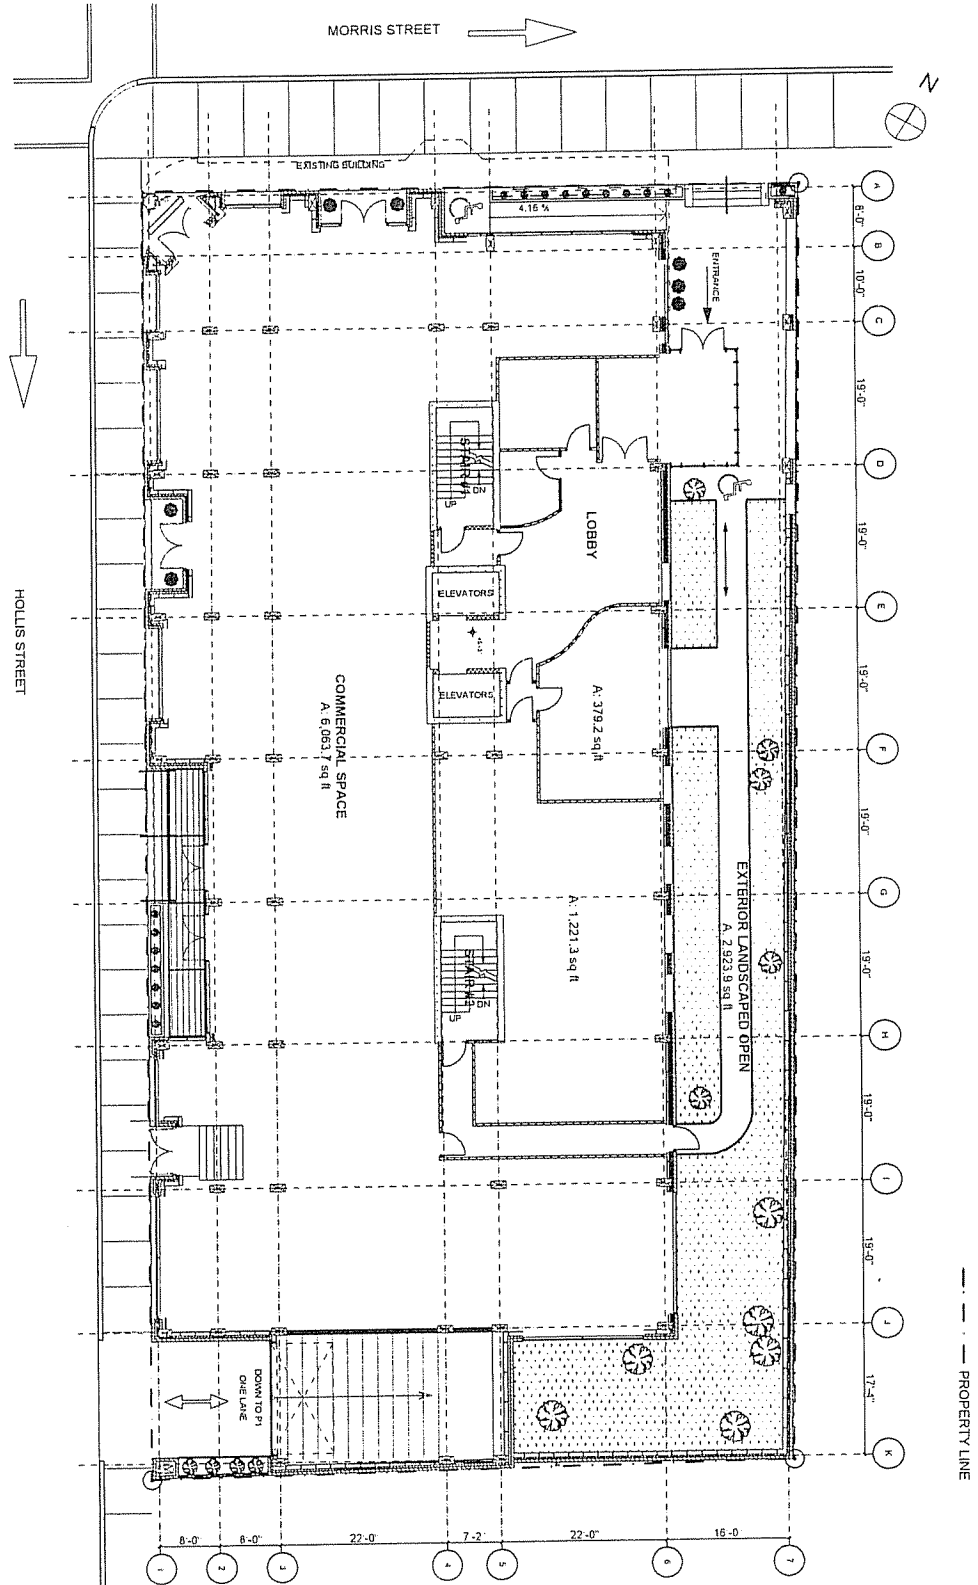 MORRIS STREET
N
EXISTING BUILDING
4.16 %
ENTRANCE
A
8'-0"
B
10'-0"
C
19'-0"
D
19'-0"
E
19'-0"
F
19'-0"
G
19'-0"
H
19'-0"
I
19'-0"
J
17'-4"
K
HOLLIS STREET
STAIR #1
DN
LOBBY
ELEVATORS
ELEVATORS
COMMERCIAL SPACE
A: 6,063.7 sq ft
A: 379.2 sq ft
A: 1,221.3 sq ft
EXTERIOR LANDSCAPED OPEN
A: 2,923.9 sq ft
STAIR #2
DN
UP
DOWN TO P1
ONE LANE
PROPERTY LINE
8'-0"
8'-0"
22'-0"
7'-2"
22'-0"
16'-0
1
2
3
4
5
6
7